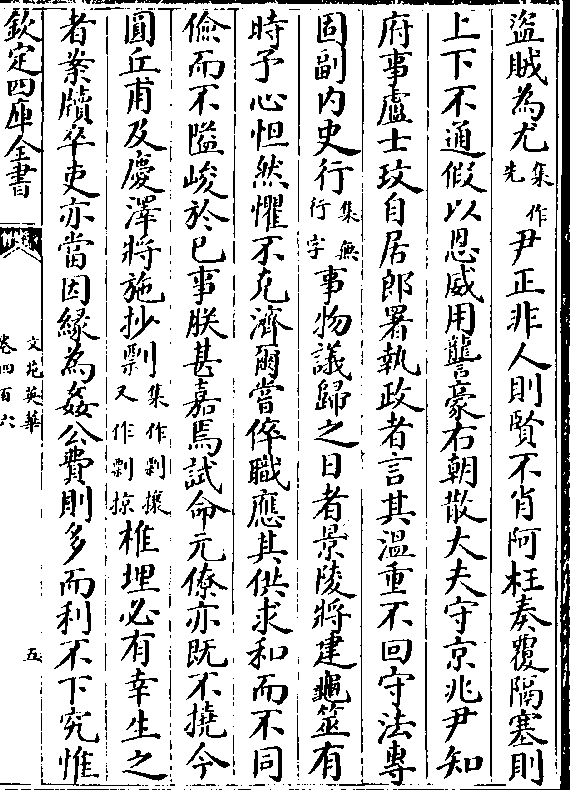 盜賊為尤集作先尹正非人則賢不肖阿枉奏覆隔塞則
上下不通假以恩威用讋豪右朝散大夫守京兆尹知
府事盧士玫自居郎署執政者言其溫重不回守法專
固副內史行集無行字事物議歸之日者景陵將建龜筮有
時予心怛然懼不克濟爾當倅職應其供求和而不同
儉而不隘峻於已事朕甚嘉焉試命元僚亦既不撓今
圓丘甫及慶澤將施抄剽集作剽攘又作剽掠椎埋必有幸生之
者案牘卒吏亦當因緣為姦公費則多而利不下究惟
欽定四庫全書
文苑英華
卷四百六
五